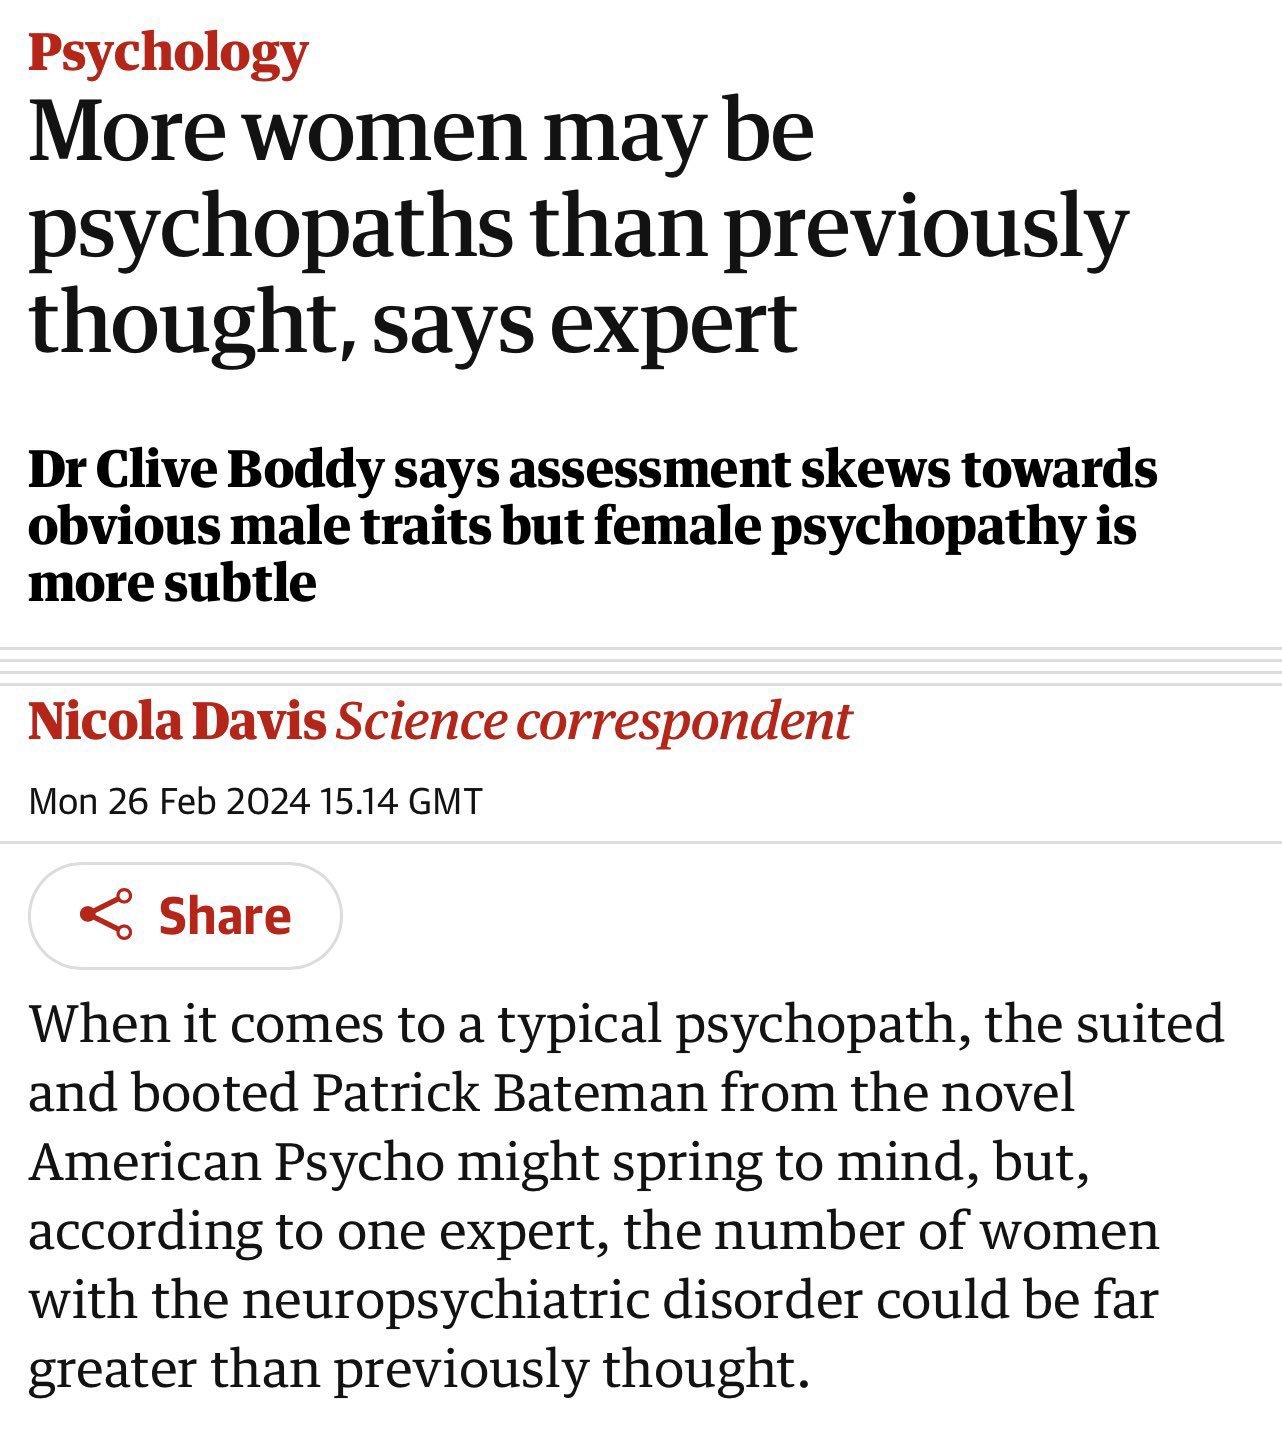 Psychology
More women may be
psychopaths than previously
thought, says expert
Dr Clive Boddy says assessment skews towards
obvious male traits but female psychopathy is
more subtle
Nicola Davis Science correspondent
Mon 26 Feb 2024 15.14 GMT
Share
When it comes to a typical psychopath, the suited
and booted Patrick Bateman from the novel
American Psycho might spring to mind, but,
according to one expert, the number of women
with the neuropsychiatric disorder could be far
greater than previously thought.